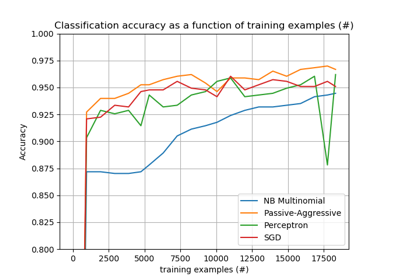 Classification accuracy as a function of training examples (#)
1.000
0.975
0.950
0.925
0.900
0.875
0.850
0.825
0.800
Accuracy
NB Multinomial
Passive-Aggressive
Perceptron
SGD
0 2500 5000 7500 10000 12500 15000 17500
training examples (#)